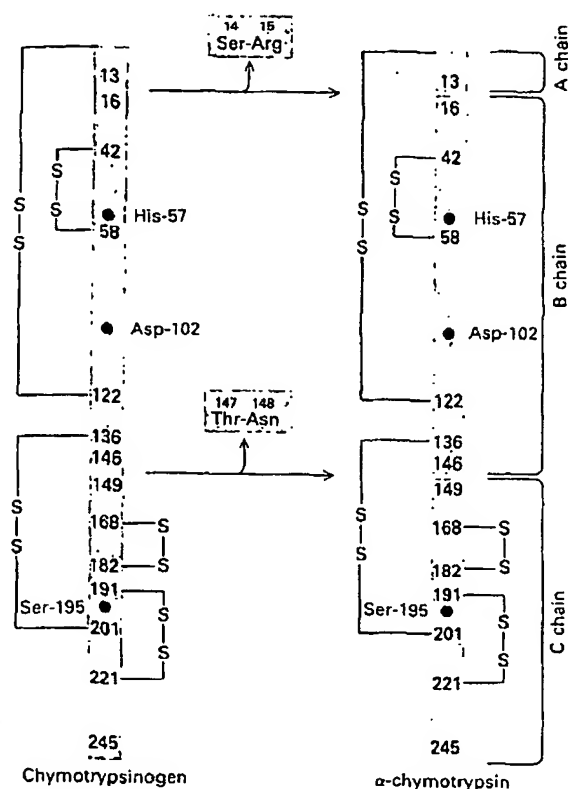 14 15
Ser-Arg
13
16
42
S
S
S
S
His-57
58
Asp-102
122
147 148
Thr-Asn
136
146
149
S
S
168
S
S
182
191
Ser-195
S
S
201
221
245
Chymotrypsinogen
13
16
42
S
S
S
S
His-57
58
Asp-102
122
136
146
149
S
S
168
S
S
182
191
Ser-195
S
S
201
221
245
α-chymotrypsin
A chain
B chain
C chain